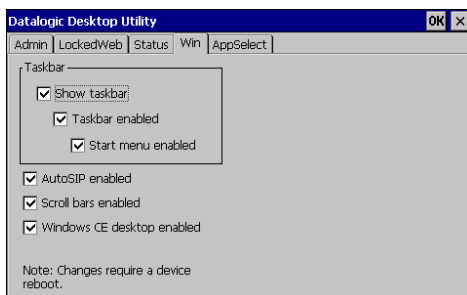 Datalogic Desktop Utility OK ×
Admin LockedWeb Status Win AppSelect
Taskbar
Show taskbar
Taskbar enabled
Start menu enabled
AutoSIP enabled
Scroll bars enabled
Windows CE desktop enabled
Note: Changes require a device
reboot.